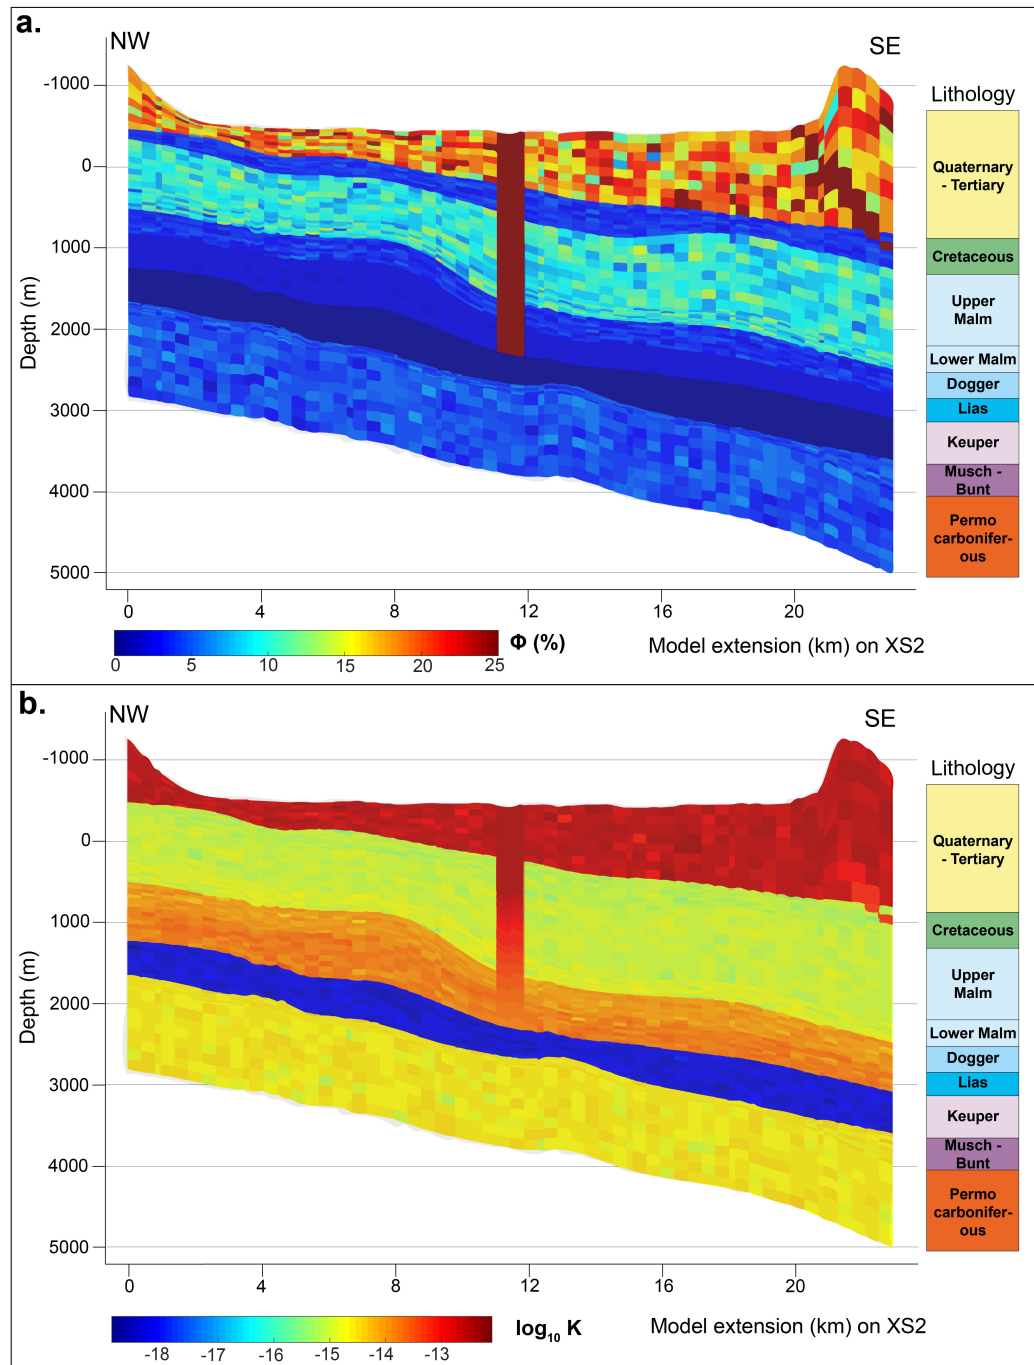 a.
NW
SE
-1000
0
1000
2000
3000
4000
5000
Depth (m)
0
4
8
12
16
20
0
5
10
15
20
25
Φ (%)
Model extension (km) on XS2
Lithology
Quaternary
- Tertiary
Cretaceous
Upper
Malm
Lower Malm
Dogger
Lias
Keuper
Musch -
Bunt
Permo
carbonifer-
ous
b.
NW
SE
-1000
0
1000
2000
3000
4000
5000
Depth (m)
0
4
8
12
16
20
-18
-17
-16
-15
-14
-13
log₁₀ K
Model extension (km) on XS2
Lithology
Quaternary
- Tertiary
Cretaceous
Upper
Malm
Lower Malm
Dogger
Lias
Keuper
Musch -
Bunt
Permo
carbonifer-
ous